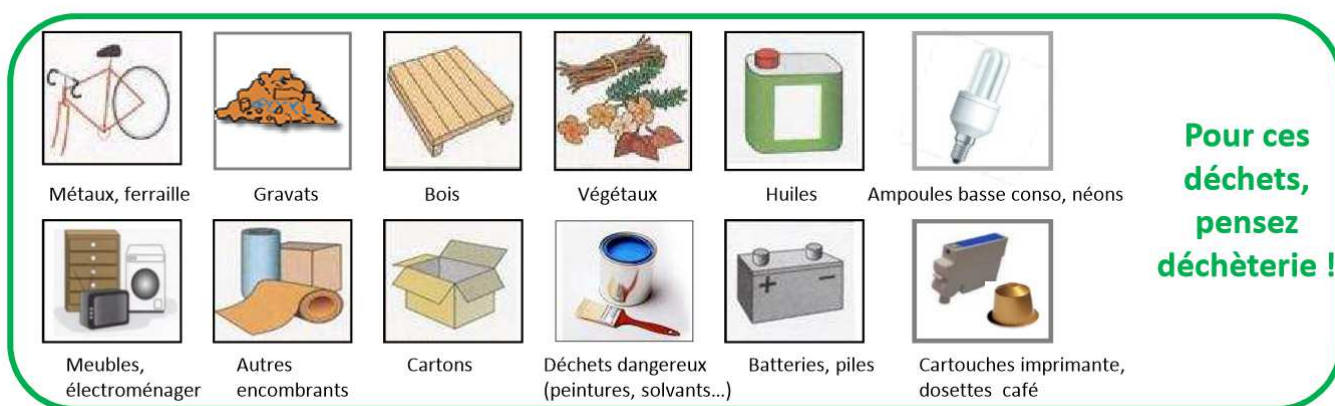 Métaux, ferraille
Gravats
Bois
Végétaux
Huiles
Ampoules basse conso, néons
Meubles,
électroménager
Autres
encombrants
Cartons
Déchets dangereux
(peintures, solvants...)
Batteries, piles
Cartouches imprimante,
dosettes café
Pour ces
déchets,
pensez
déchèterie !